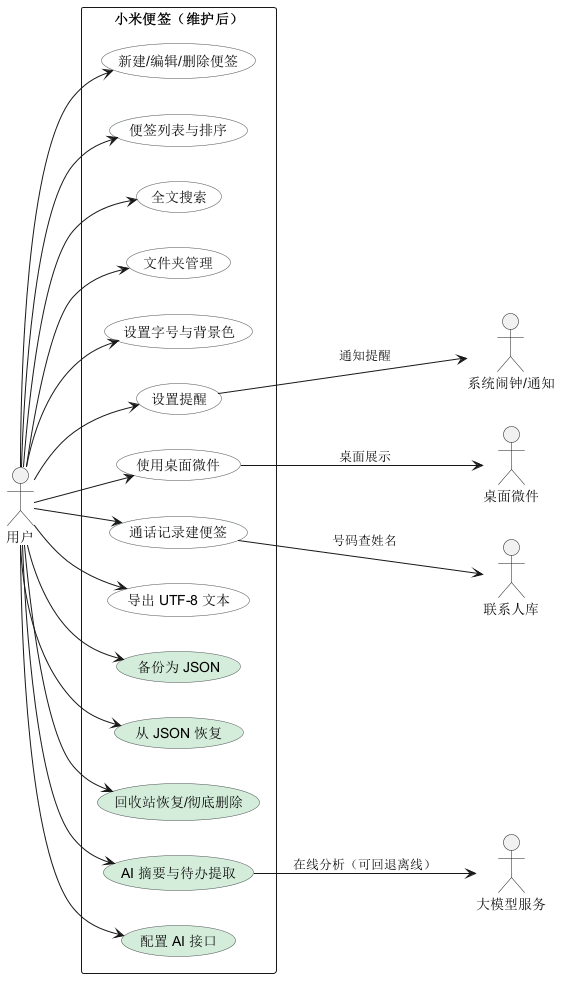 小米便签（维护后）
新建/编辑/删除便签
便签列表与排序
全文搜索
文件夹管理
设置字号与背景色
设置提醒
通知提醒
系统闹钟/通知
使用桌面微件
桌面展示
桌面微件
用户
通话记录建便签
号码查姓名
联系人库
导出 UTF-8 文本
备份为 JSON
从 JSON 恢复
回收站恢复/彻底删除
AI 摘要与待办提取
在线分析（可回退离线）
大模型服务
配置 AI 接口